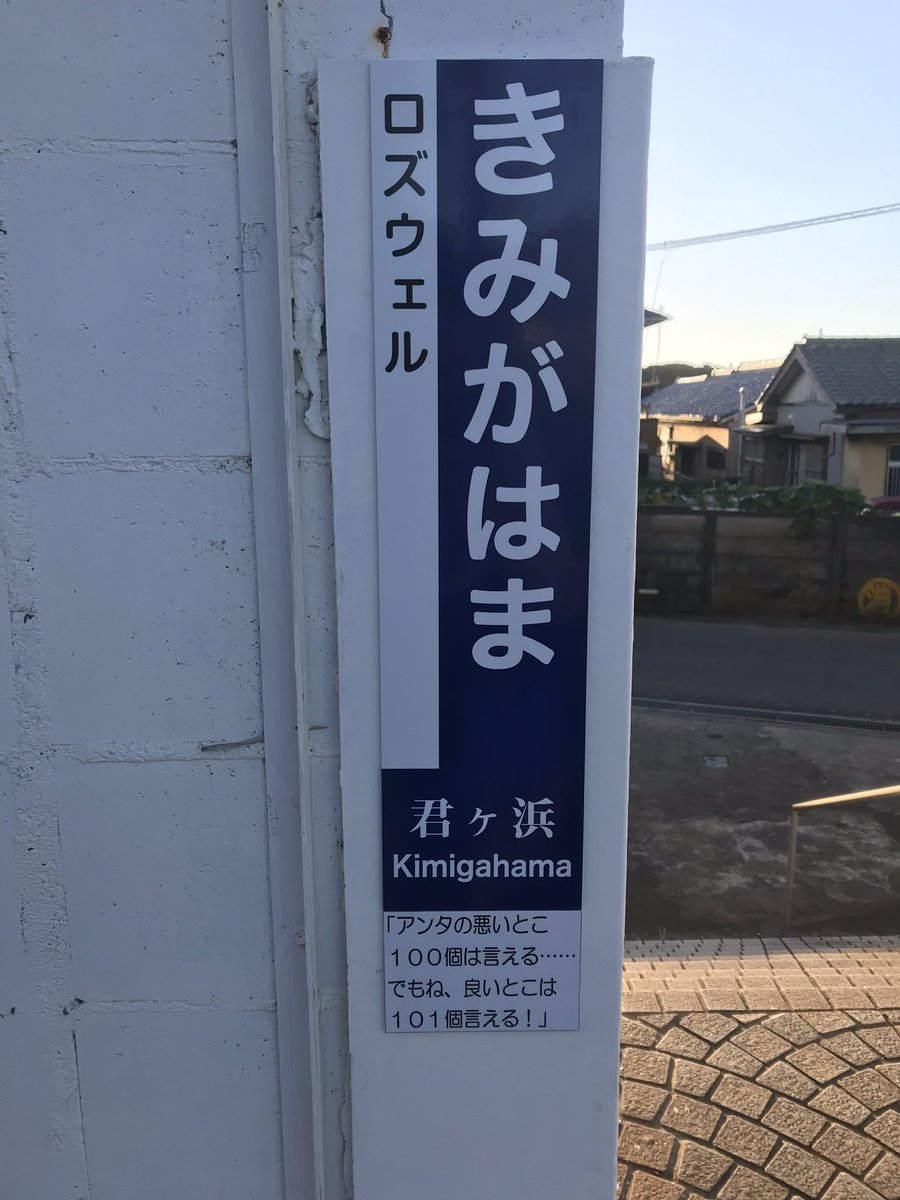 きみがはま
ロズウェル
君ヶ浜
Kimigahama
「アンタの悪いとこ
１００個は言える……
でもね、良いとこは
１０１個言える！」